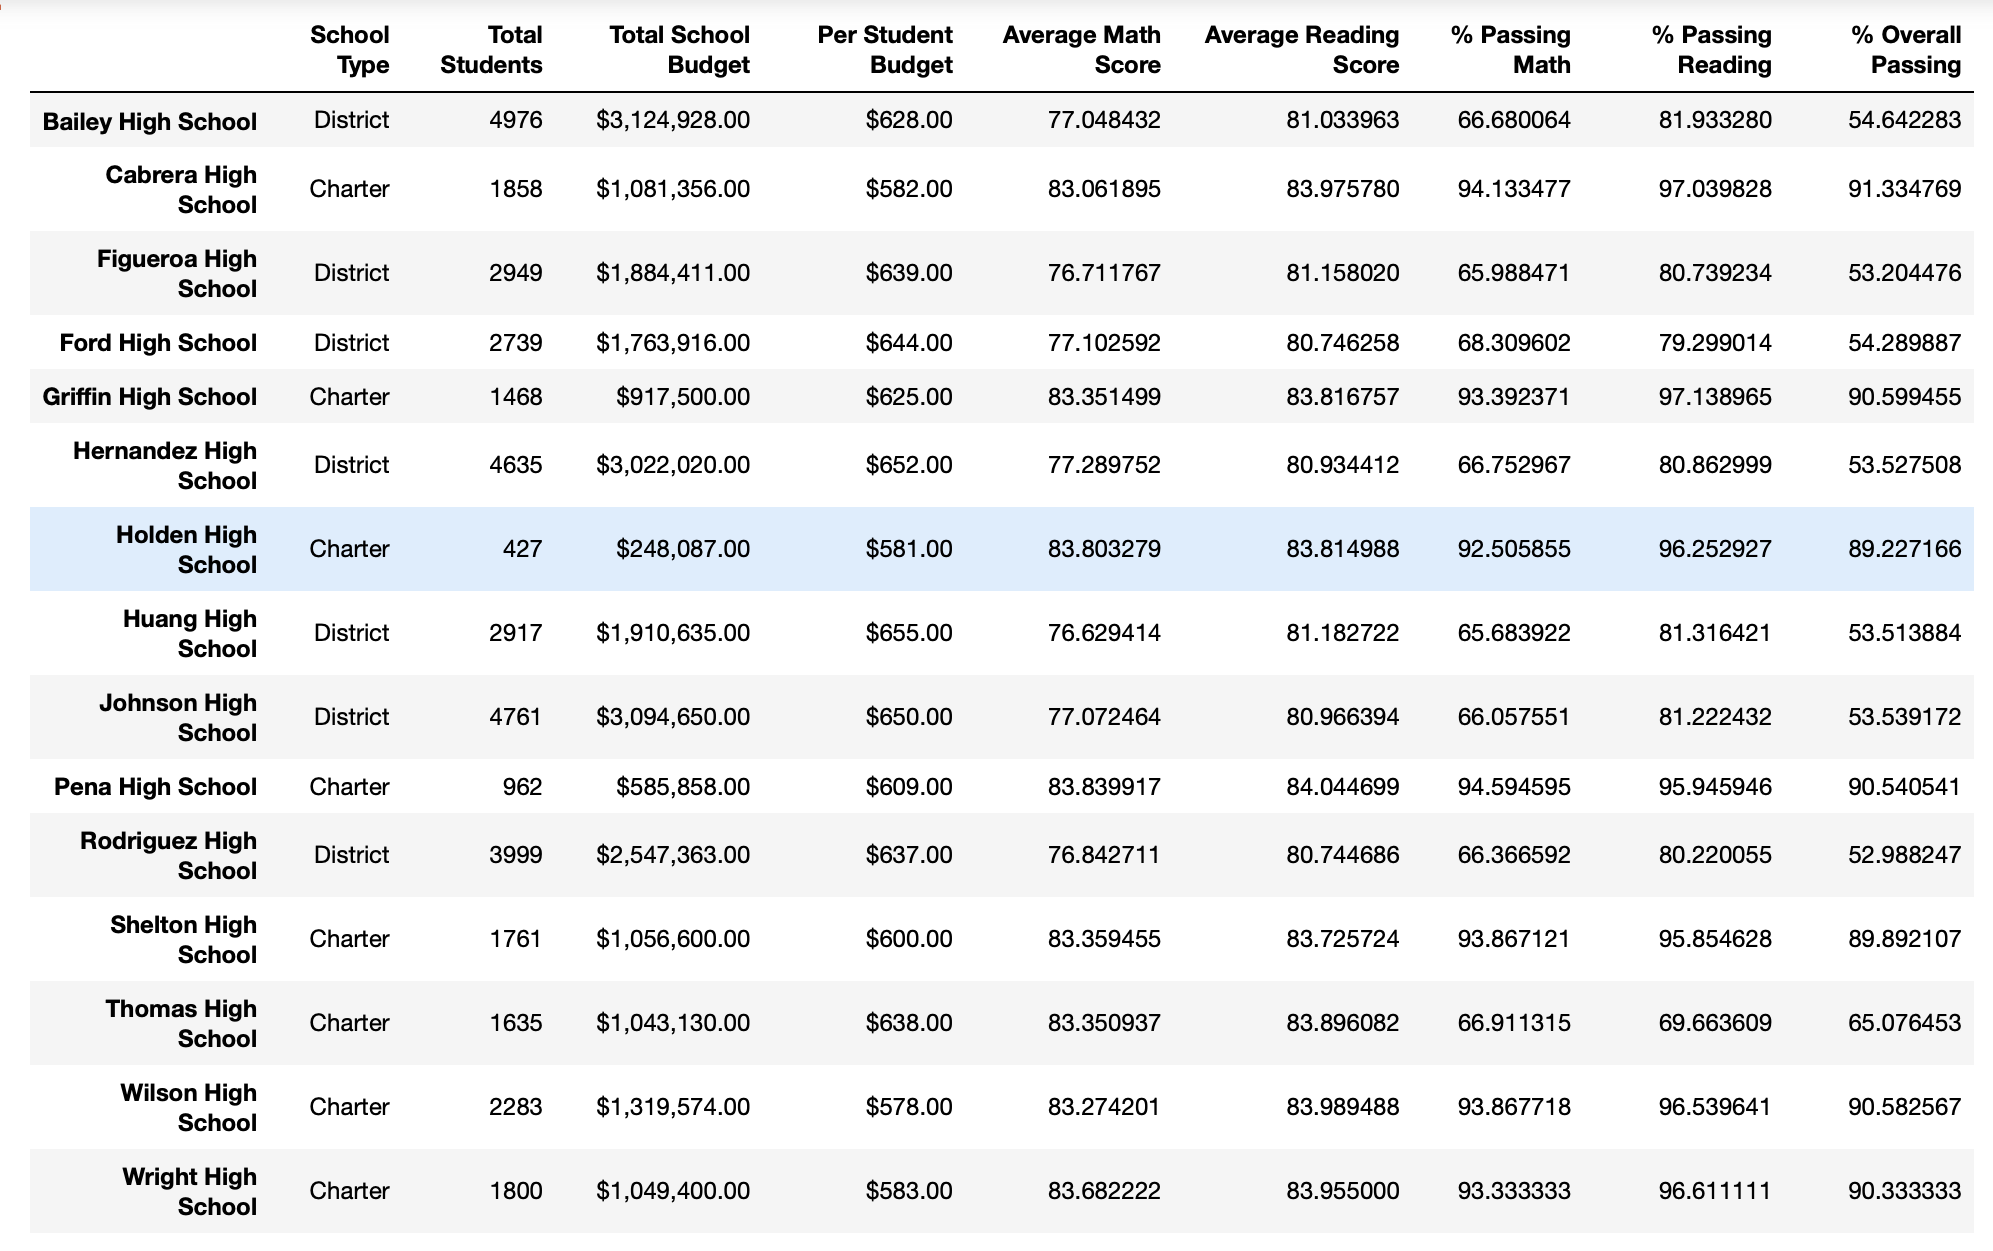 School Type Total Students Total School Budget Per Student Budget Average Math Score Average Reading Score % Passing Math % Passing Reading % Overall Passing
Bailey High School District 4976 $3,124,928.00 $628.00 77.048432 81.033963 66.680064 81.933280 54.642283
Cabrera High School Charter 1858 $1,081,356.00 $582.00 83.061895 83.975780 94.133477 97.039828 91.334769
Figueroa High School District 2949 $1,884,411.00 $639.00 76.711767 81.158020 65.988471 80.739234 53.204476
Ford High School District 2739 $1,763,916.00 $644.00 77.102592 80.746258 68.309602 79.299014 54.289887
Griffin High School Charter 1468 $917,500.00 $625.00 83.351499 83.816757 93.392371 97.138965 90.599455
Hernandez High School District 4635 $3,022,020.00 $652.00 77.289752 80.934412 66.752967 80.862999 53.527508
Holden High School Charter 427 $248,087.00 $581.00 83.803279 83.814988 92.505855 96.252927 89.227166
Huang High School District 2917 $1,910,635.00 $655.00 76.629414 81.182722 65.683922 81.316421 53.513884
Johnson High School District 4761 $3,094,650.00 $650.00 77.072464 80.966394 66.057551 81.222432 53.539172
Pena High School Charter 962 $585,858.00 $609.00 83.839917 84.044699 94.594595 95.945946 90.540541
Rodriguez High School District 3999 $2,547,363.00 $637.00 76.842711 80.744686 66.366592 80.220055 52.988247
Shelton High School Charter 1761 $1,056,600.00 $600.00 83.359455 83.725724 93.867121 95.854628 89.892107
Thomas High School Charter 1635 $1,043,130.00 $638.00 83.350937 83.896082 66.911315 69.663609 65.076453
Wilson High School Charter 2283 $1,319,574.00 $578.00 83.274201 83.989488 93.867718 96.539641 90.582567
Wright High School Charter 1800 $1,049,400.00 $583.00 83.682222 83.955000 93.333333 96.611111 90.333333